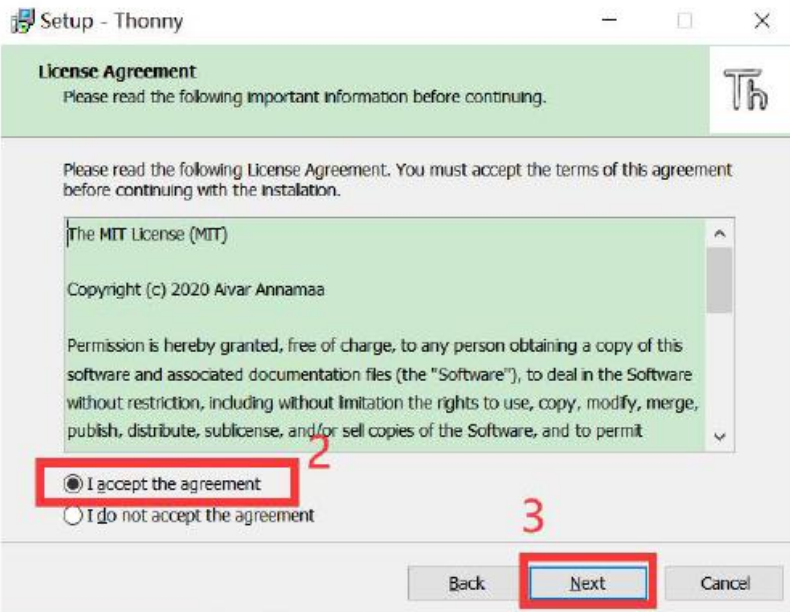 Setup - Thonny
License Agreement
Please read the following important information before continuing.
Th
Please read the following License Agreement. You must accept the terms of this agreement
before continuing with the installation.
The MIT License (MIT)
Copyright (c) 2020 Aivar Annamaa
Permission is hereby granted, free of charge, to any person obtaining a copy of this
software and associated documentation files (the "Software"), to deal in the Software
without restriction, including without limitation the rights to use, copy, modify, merge,
publish, distribute, sublicense, and/or sell copies of the Software, and to permit
2
I accept the agreement
I do not accept the agreement
3
Back Next Cancel